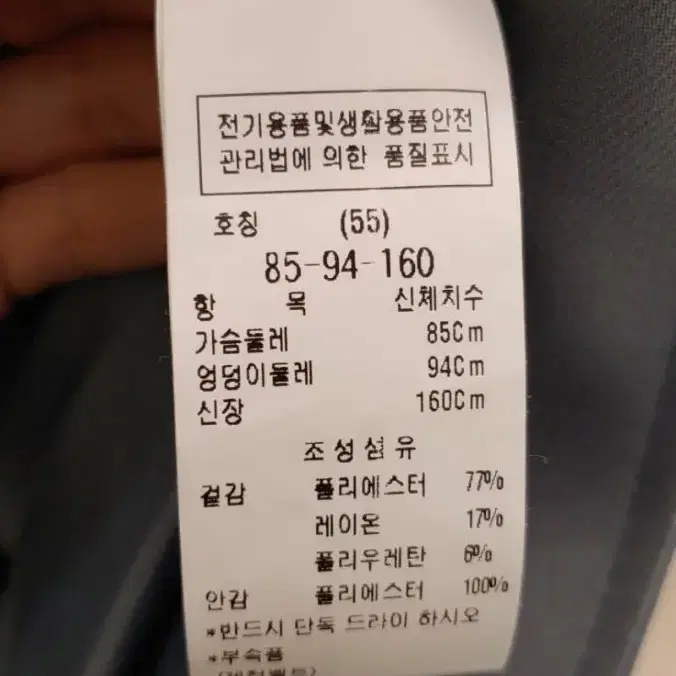 전기용품및생활용품안전
관리법에 의한 품질표시
호칭 (55)
85-94-160
항 목 신체치수
가슴둘레 85Cm
엉덩이둘레 94Cm
신장 160Cm
조성섬유
겉감 폴리에스터 77%
레이온 17%
폴리우레탄 6%
안감 폴리에스터 100%
*반드시 단독 드라이 하시오
*부속품